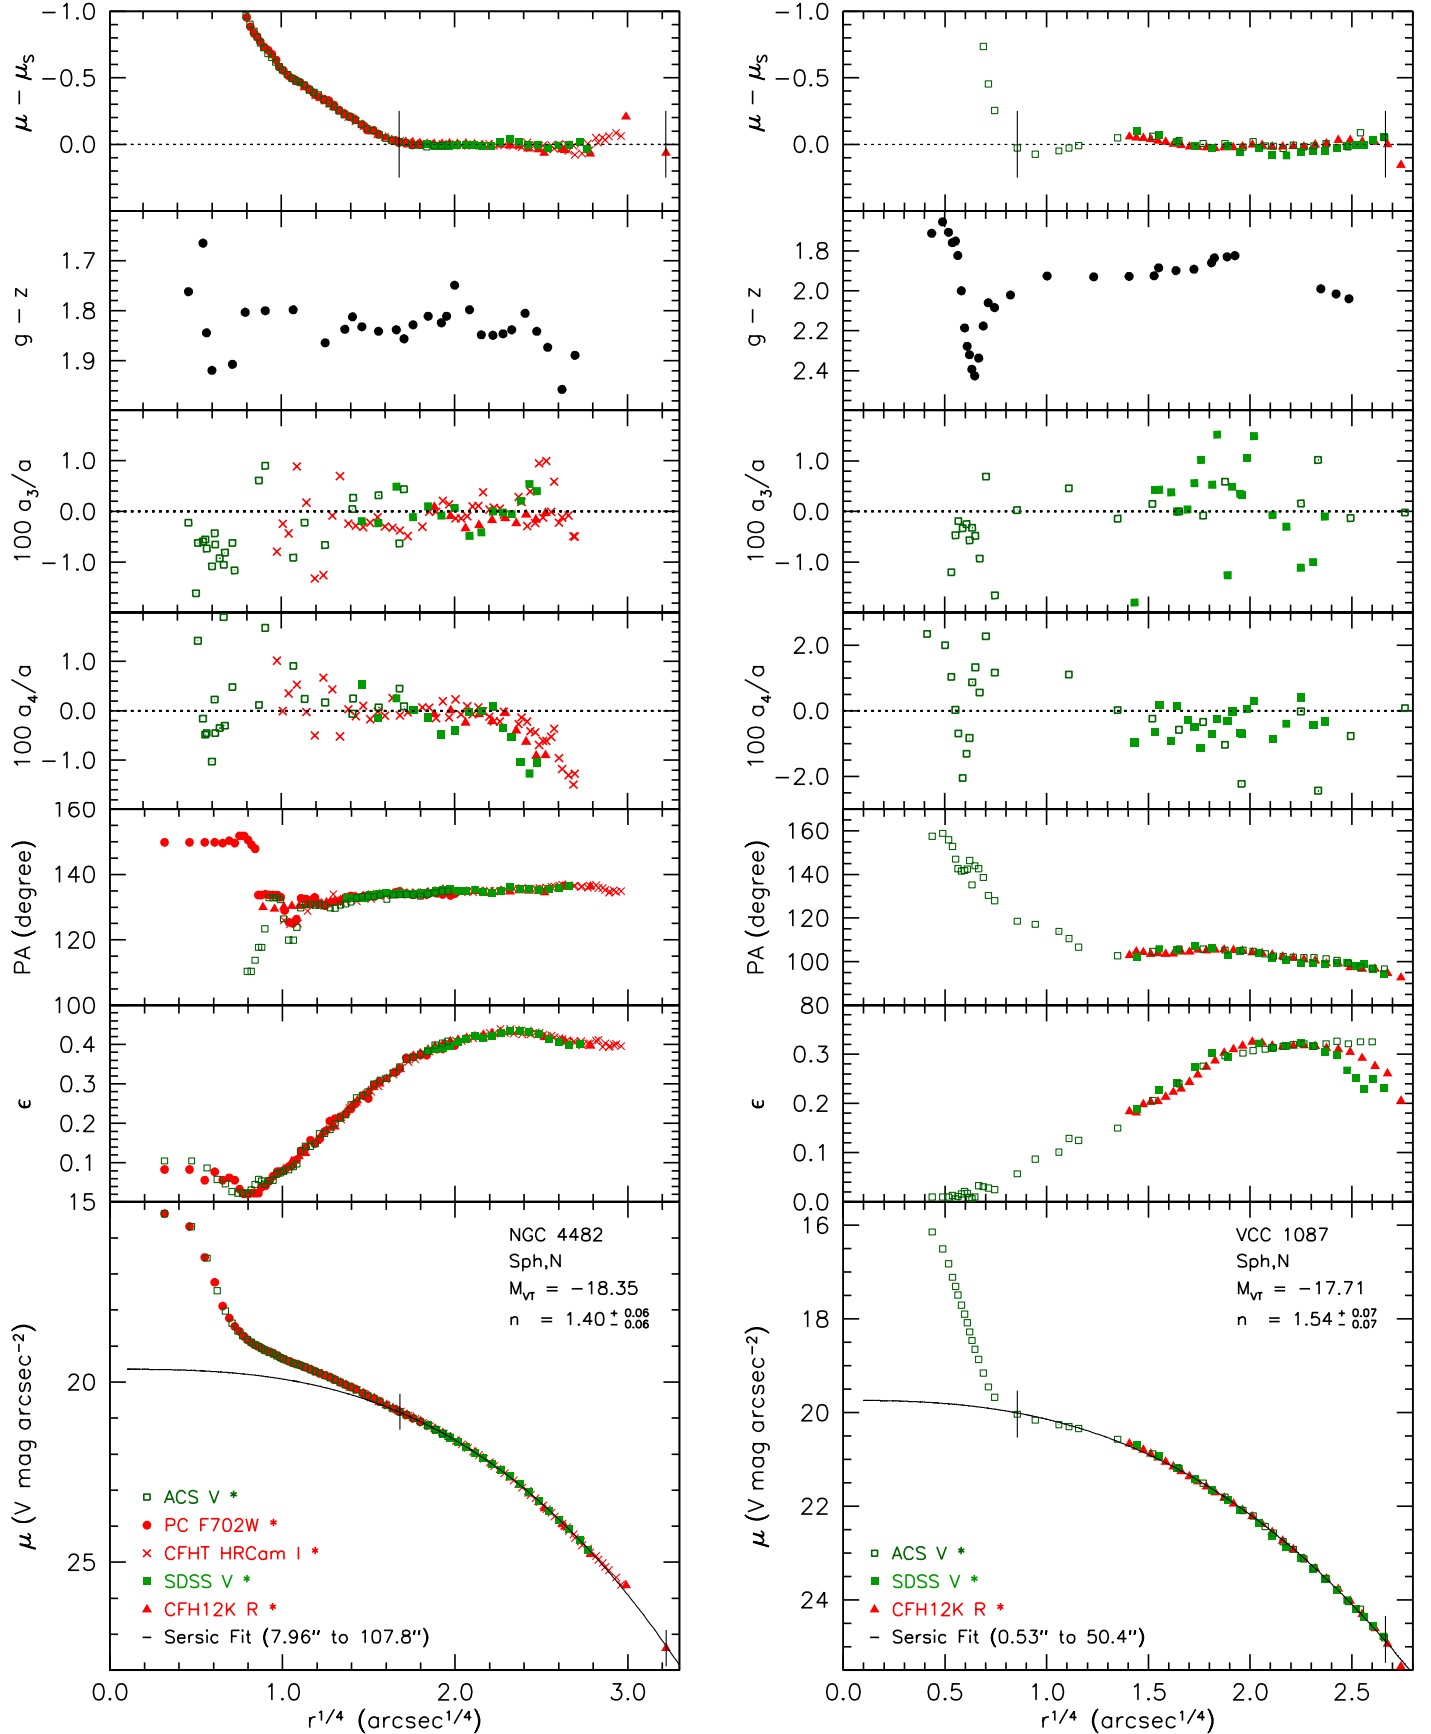 −1.0
−0.5
0.0
μ − μS
1.7
1.8
1.9
g − z
1.0
0.0
−1.0
100 a3/a
1.0
0.0
−1.0
100 a4/a
160
140
120
100
PA (degree)
0.4
0.3
0.2
0.1
ϵ
15
20
25
μ (V mag arcsec−2)
NGC 4482
Sph,N
MVT = −18.35
n = 1.40 + 0.06 − 0.06
ACS V *
PC F702W *
CFHT HRCam I *
SDSS V *
CFH12K R *
– Sersic Fit (7.96″ to 107.8″)
0.0 1.0 2.0 3.0
r1/4 (arcsec1/4)
−1.0
−0.5
0.0
μ − μS
1.8
2.0
2.2
2.4
g − z
1.0
0.0
−1.0
100 a3/a
2.0
0.0
−2.0
100 a4/a
160
140
120
100
80
PA (degree)
0.3
0.2
0.1
0.0
ϵ
16
18
20
22
24
μ (V mag arcsec−2)
VCC 1087
Sph,N
MVT = −17.71
n = 1.54 + 0.07 − 0.07
ACS V *
SDSS V *
CFH12K R *
– Sersic Fit (0.53″ to 50.4″)
0.0 0.5 1.0 1.5 2.0 2.5
r1/4 (arcsec1/4)